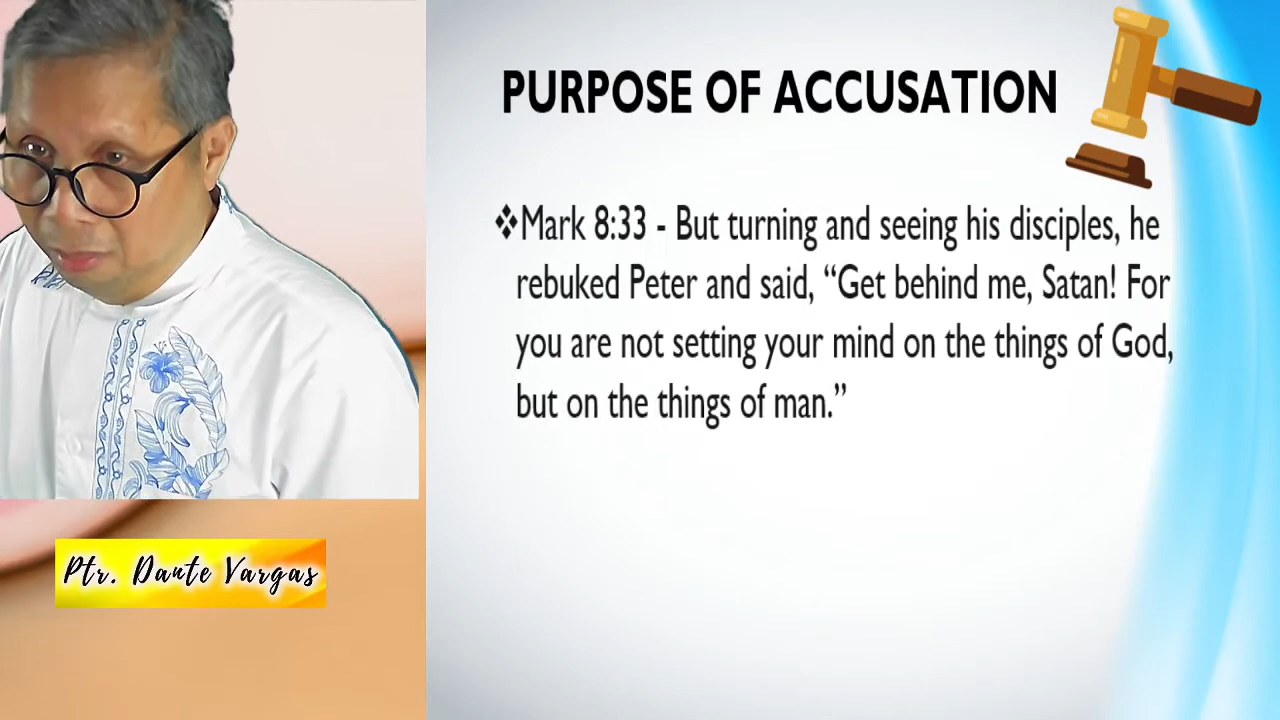 PURPOSE OF ACCUSATION
❖Mark 8:33 - But turning and seeing his disciples, he
rebuked Peter and said, “Get behind me, Satan! For
you are not setting your mind on the things of God,
but on the things of man.”
Ptr. Dante Vargas